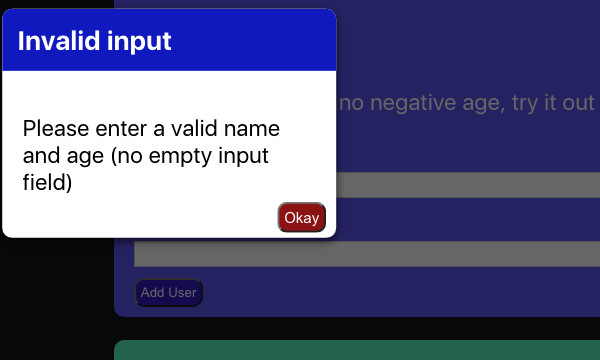 Invalid input
no negative age, try it out
Please enter a valid name
and age (no empty input
field)
Okay
Add User